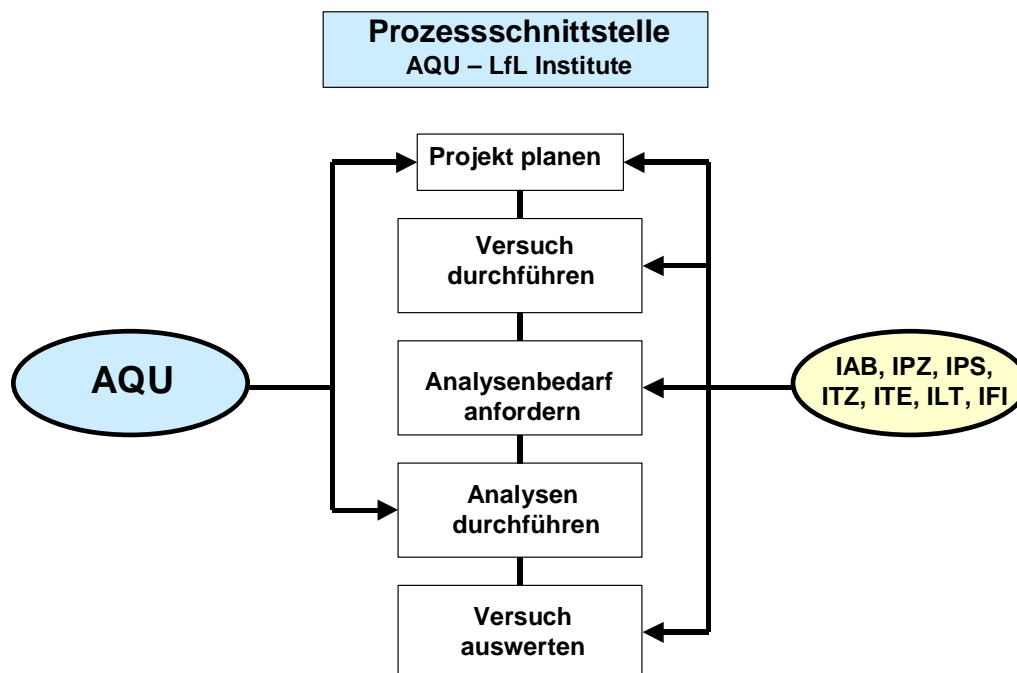 Prozessschnittstelle
AQU – LfL Institute
Projekt planen
Versuch
durchführen
AQU
Analysenbedarf
anfordern
IAB, IPZ, IPS,
ITZ, ITE, ILT, IFI
Analysen
durchführen
Versuch
auswerten